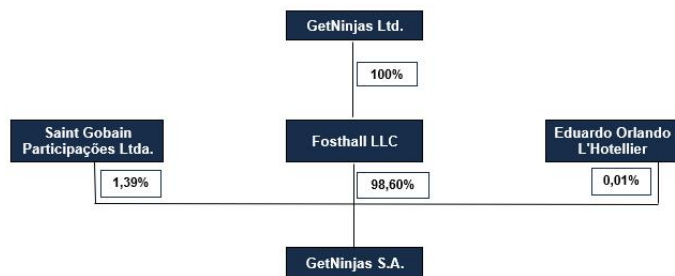 GetNinjas Ltd.
100%
Saint Gobain
Participações Ltda.
Fosthall LLC
Eduardo Orlando
L'Hotellier
1,39%
98,60%
0,01%
GetNinjas S.A.